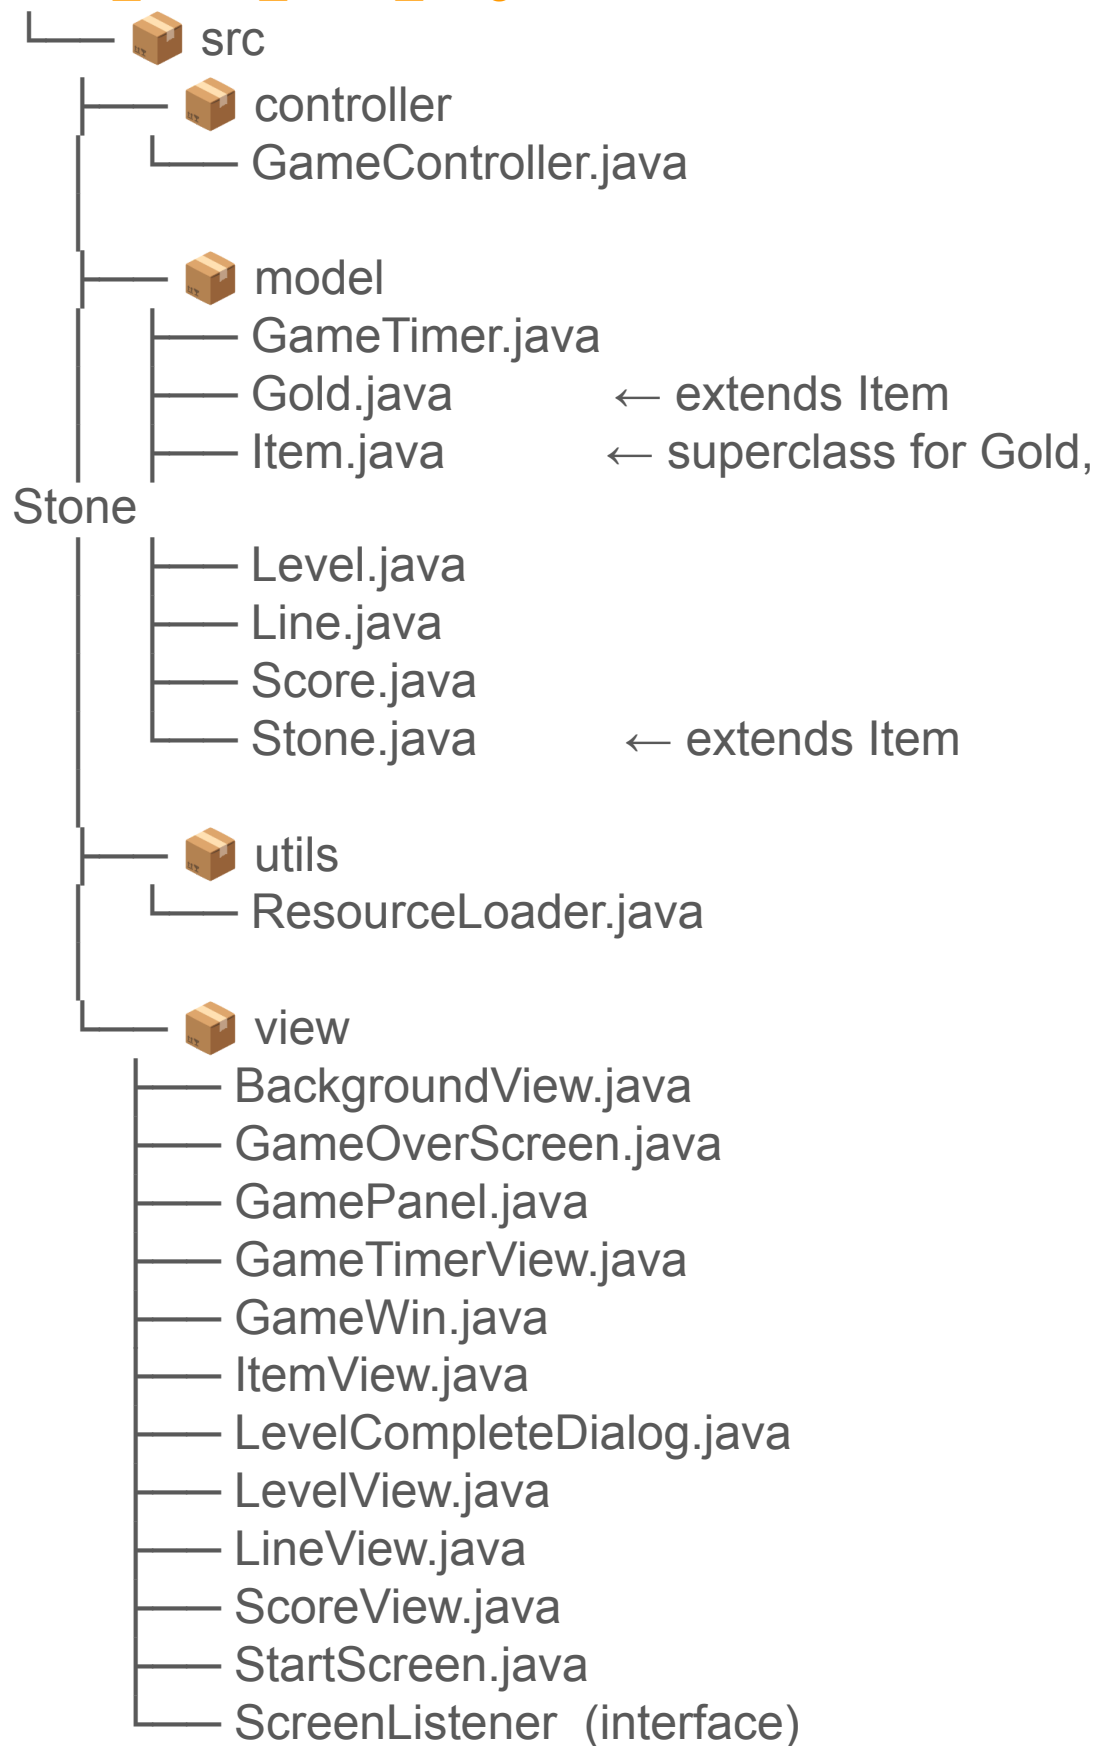 └── 📦 src
├── 📦 controller
│ └── GameController.java
│
├── 📦 model
│ ├── GameTimer.java
│ ├── Gold.java ← extends Item
│ ├── Item.java ← superclass for Gold,
Stone
│ ├── Level.java
│ ├── Line.java
│ ├── Score.java
│ └── Stone.java ← extends Item
│
├── 📦 utils
│ └── ResourceLoader.java
│
└── 📦 view
├── BackgroundView.java
├── GameOverScreen.java
├── GamePanel.java
├── GameTimerView.java
├── GameWin.java
├── ItemView.java
├── LevelCompleteDialog.java
├── LevelView.java
├── LineView.java
├── ScoreView.java
├── StartScreen.java
└── ScreenListener (interface)